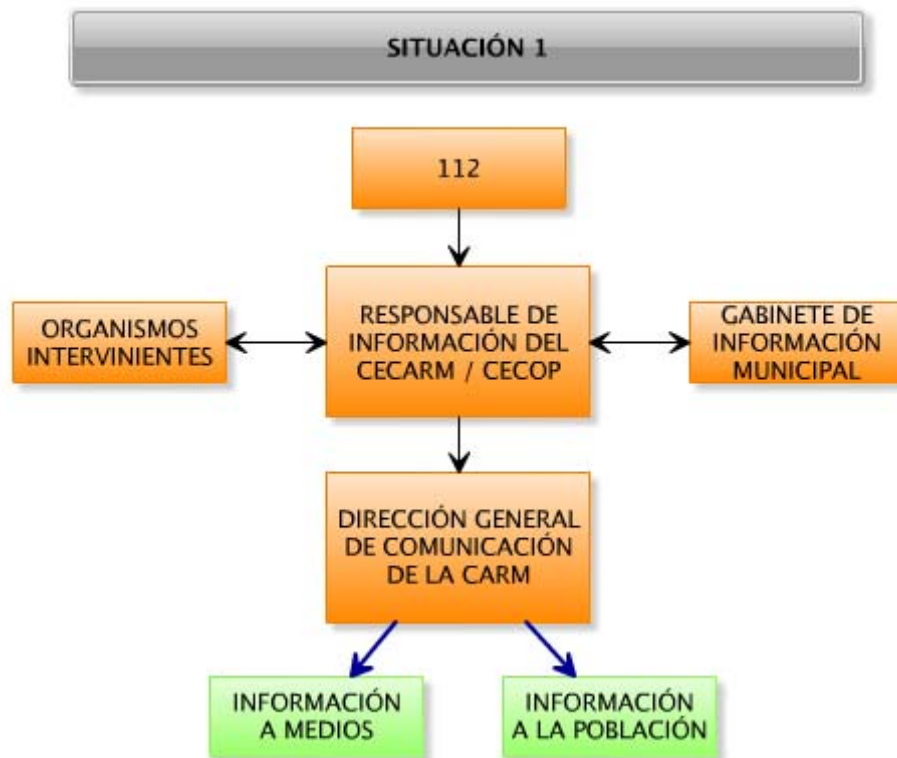 SITUACIÓN 1
112
ORGANISMOS
INTERVINIENTES
RESPONSABLE DE
INFORMACIÓN DEL
CECARM / CECOP
GABINETE DE
INFORMACIÓN
MUNICIPAL
DIRECCIÓN GENERAL
DE COMUNICACIÓN
DE LA CARM
INFORMACIÓN
A MEDIOS
INFORMACIÓN
A LA POBLACIÓN